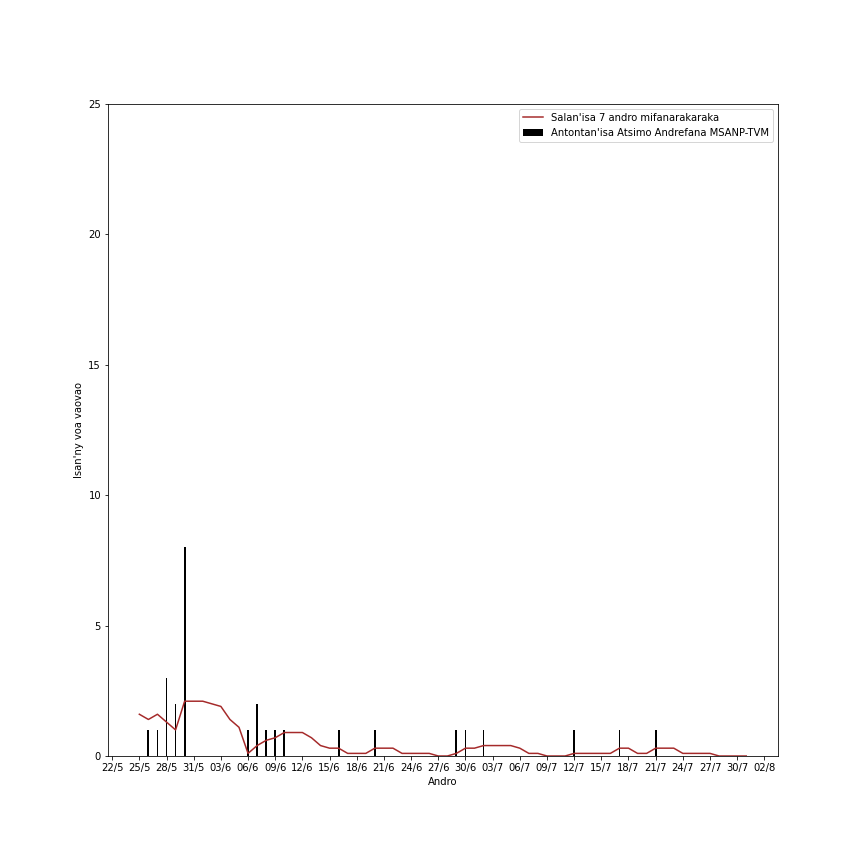 25
20
15
10
5
0
Isan'ny voa vaovao
Salan'isa 7 andro mifanarakaraka
Antontan'isa Atsimo Andrefana MSANP-TVM
22/5 25/5 28/5 31/5 03/6 06/6 09/6 12/6 15/6 18/6 21/6 24/6 27/6 30/6 03/7 06/7 09/7 12/7 15/7 18/7 21/7 24/7 27/7 30/7 02/8
Andro